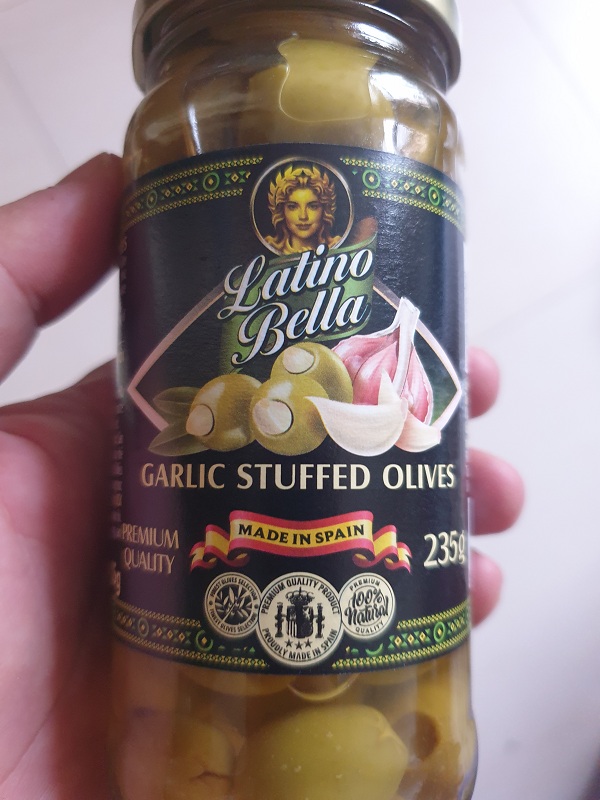 Latino
Bella
GARLIC STUFFED OLIVES
PREMIUM
QUALITY
MADE IN SPAIN
235g
PREMIUM QUALITY PRODUCT
PROUDLY MADE IN SPAIN
PREMIUM
100%
Natural
QUALITY